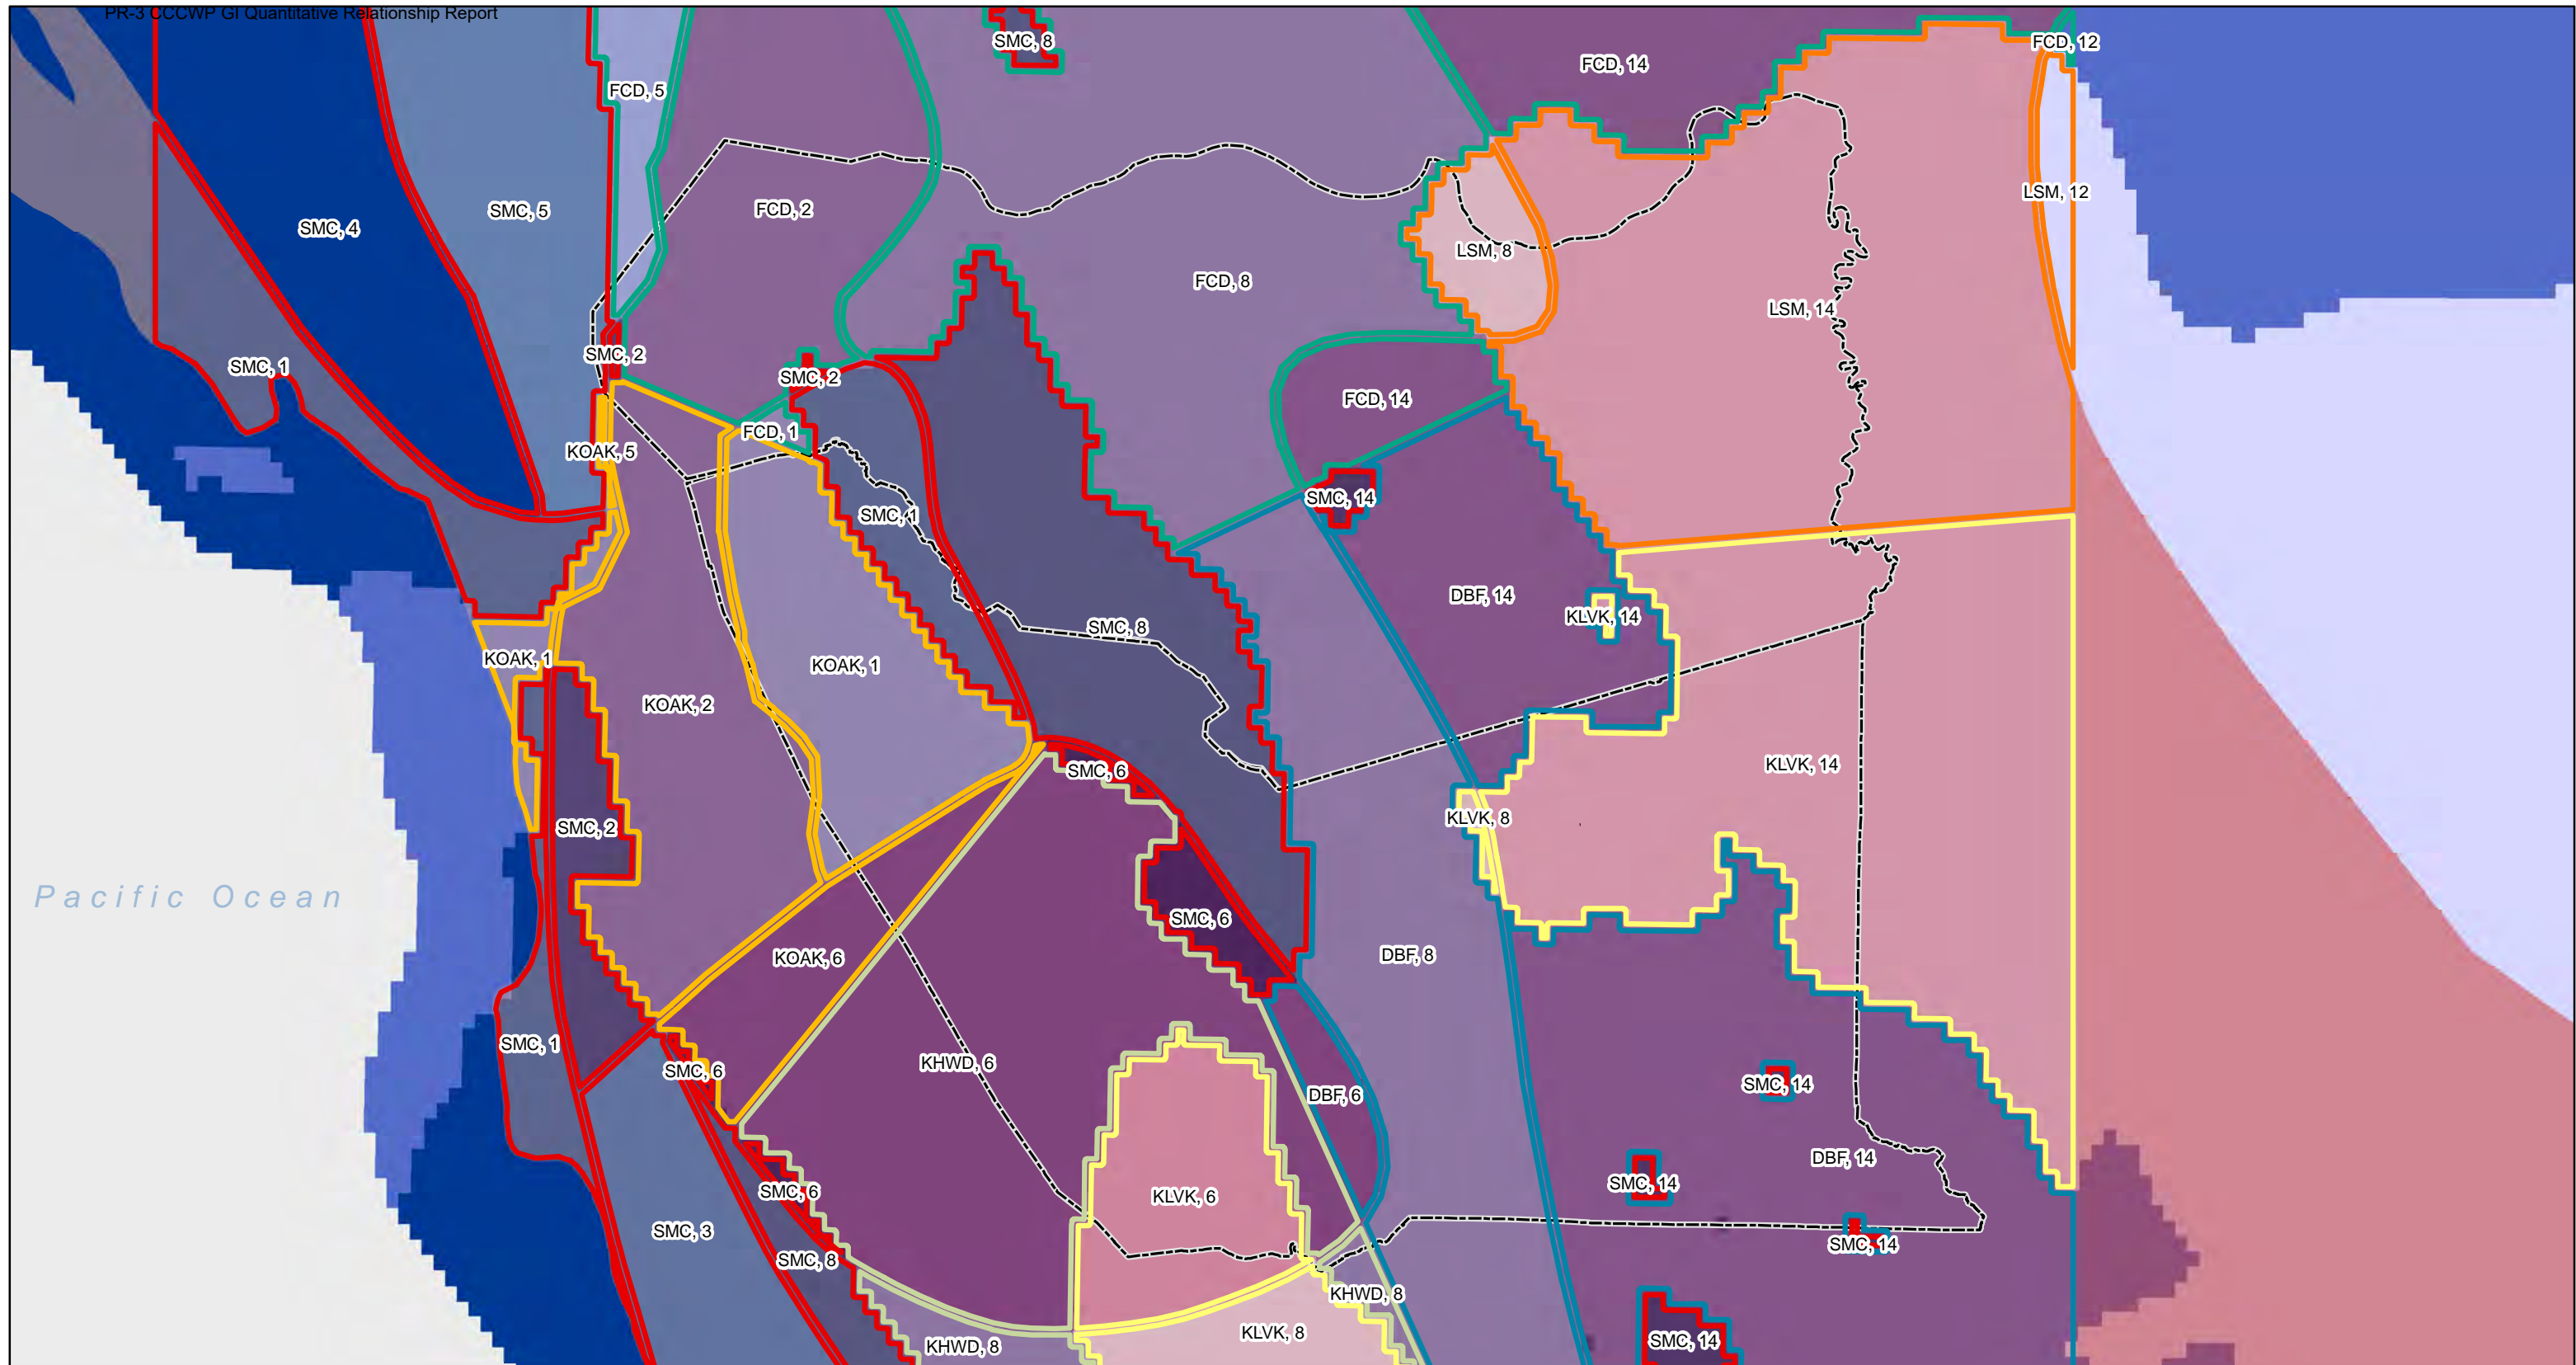 PR-3 CCCWP GI Quantitative Relationship Report
SMC, 8
FCD, 12
FCD, 14
FCD, 5
LSM, 12
FCD, 2
SMC, 5
SMC, 4
LSM, 8
FCD, 8
LSM, 14
SMC, 2
SMC, 1
SMC, 2
FCD, 14
FCD, 1
KOAK, 5
SMC, 14
SMC, 1
DBF, 14
KLVK, 14
SMC, 8
KOAK, 1
KOAK, 1
KOAK, 2
KLVK, 14
SMC, 6
KLVK, 8
SMC, 2
Pacific Ocean
SMC, 6
DBF, 8
KOAK, 6
SMC, 1
KHWD, 6
SMC, 6
SMC, 14
DBF, 6
DBF, 14
SMC, 14
SMC, 6
KLVK, 6
SMC, 3
SMC, 14
SMC, 8
KHWD, 8
KLVK, 8
SMC, 14
KHWD, 8